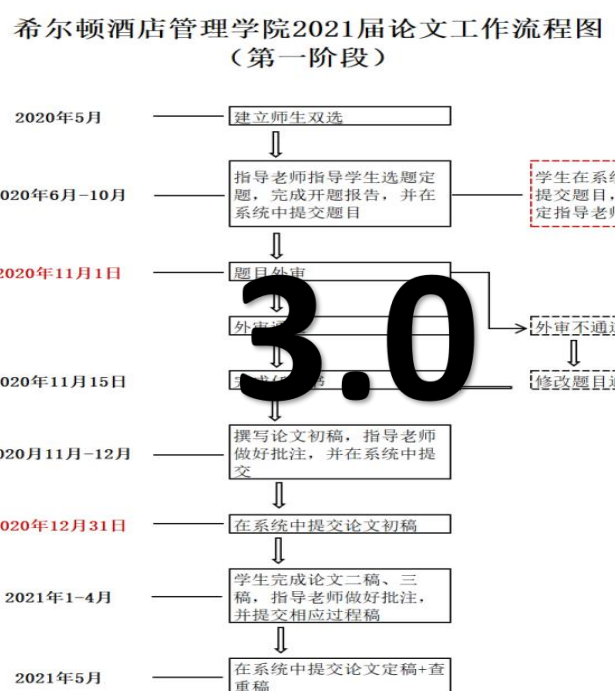 希尔顿酒店管理学院2021届论文工作流程图
（第一阶段）
2020年5月
建立师生双选
020年6月-10月
指导老师指导学生选题定
题，完成开题报告，并在
系统中提交题目
学生在系统
提交题目，
定指导老师
2020年11月1日
题目外审
3.0
外审通
外审不通过
020年11月15日
书
修改题目
020月11月-12月
撰写论文初稿，指导老师
做好批注，并在系统中提
交
020年12月31日
在系统中提交论文初稿
2021年1-4月
学生完成论文二稿、三
稿，指导老师做好批注，
并提交相应过程稿
2021年5月
在系统中提交论文定稿+查
重稿